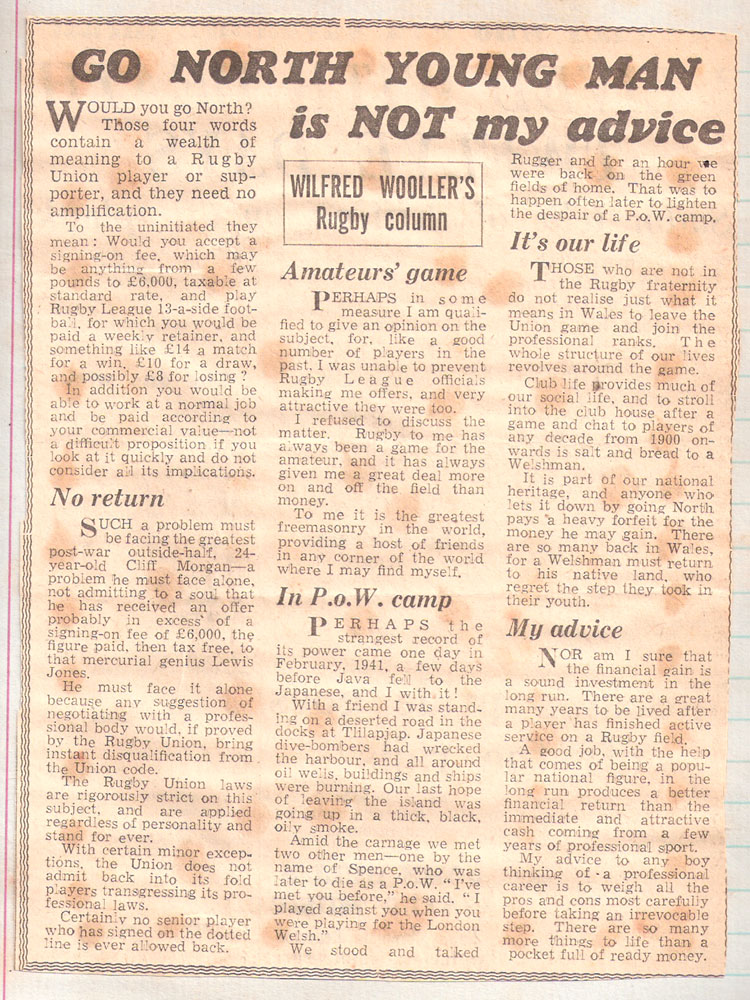 GO NORTH YOUNG MAN
is NOT my advice
WOULD you go North?
Those four words
contain a wealth of
meaning to a Rugby
Union player or sup-
porter, and they need no
amplification.
To the uninitiated they
mean: Would you accept a
signing-on fee, which may
be anything from a few
pounds to £6,000, taxable at
standard rate, and play
Rugby League 13-a-side foot-
ball, for which you would be
paid a weekly retainer, and
something like £14 a match
for a win, £10 for a draw,
and possibly £8 for losing?
In addition you would be
able to work at a normal job
and be paid according to
your commercial value—not
a difficult proposition if you
look at it quickly and do not
consider all its implications.
No return
SUCH a problem must
be facing the greatest
post-war outside-half, 24-
year-old Cliff Morgan—a
problem he must face alone,
not admitting to a soul that
he has received an offer
probably in excess of a
signing-on fee of £6,000, the
figure paid, then tax free, to
that mercurial genius Lewis
Jones.
He must face it alone
because any suggestion of
negotiating with a profes-
sional body would, if proved
by the Rugby Union, bring
instant disqualification from
the Union code.
The Rugby Union laws
are rigorously strict on this
subject, and are applied
regardless of personality and
stand for ever.
With certain minor excep-
tions, the Union does not
admit back into its fold
players transgressing its pro-
fessional laws.
Certainly no senior player
who has signed on the dotted
line is ever allowed back.
WILFRED WOOLLER'S
Rugby column
Amateurs' game
PERHAPS in some
measure I am quali-
fied to give an opinion on the
subject, for, like a good
number of players in the
past, I was unable to prevent
Rugby League officials
making me offers, and very
attractive they were too.
I refused to discuss the
matter. Rugby to me has
always been a game for the
amateur, and it has always
given me a great deal more
on and off the field than
money.
To me it is the greatest
freemasonry in the world,
providing a host of friends
in any corner of the world
where I may find myself.
In P.o.W. camp
PERHAPS the
strangest record of
its power came one day in
February, 1941, a few days
before Java fell to the
Japanese, and I with it!
With a friend I was stand-
ing on a deserted road in the
docks at Tlilapjap. Japanese
dive-bombers had wrecked
the harbour, and all around
oil wells, buildings and ships
were burning. Our last hope
of leaving the island was
going up in a thick, black,
oily smoke.
Amid the carnage we met
two other men—one by the
name of Spence, who was
later to die as a P.o.W. "I've
met you before," he said. "I
played against you when you
were playing for the London
Welsh."
We stood and talked
Rugger and for an hour we
were back on the green
fields of home. That was to
happen often later to lighten
the despair of a P.o.W. camp.
It's our life
THOSE who are not in
the Rugby fraternity
do not realise just what it
means in Wales to leave the
Union game and join the
professional ranks. The
whole structure of our lives
revolves around the game.
Club life provides much of
our social life, and to stroll
into the club house after a
game and chat to players of
any decade from 1900 on-
wards is salt and bread to a
Welshman.
It is part of our national
heritage, and anyone who
lets it down by going North
pays a heavy forfeit for the
money he may gain. There
are so many back in Wales,
for a Welshman must return
to his native land, who
regret the step they took in
their youth.
My advice
NOR am I sure that
the financial gain is
a sound investment in the
long run. There are a great
many years to be lived after
a player has finished active
service on a Rugby field.
A good job, with the help
that comes of being a popu-
lar national figure, in the
long run produces a better
financial return than the
immediate and attractive
cash coming from a few
years of professional sport.
My advice to any boy
thinking of a professional
career is to weigh all the
pros and cons most carefully
before taking an irrevocable
step. There are so many
more things to life than a
pocket full of ready money.